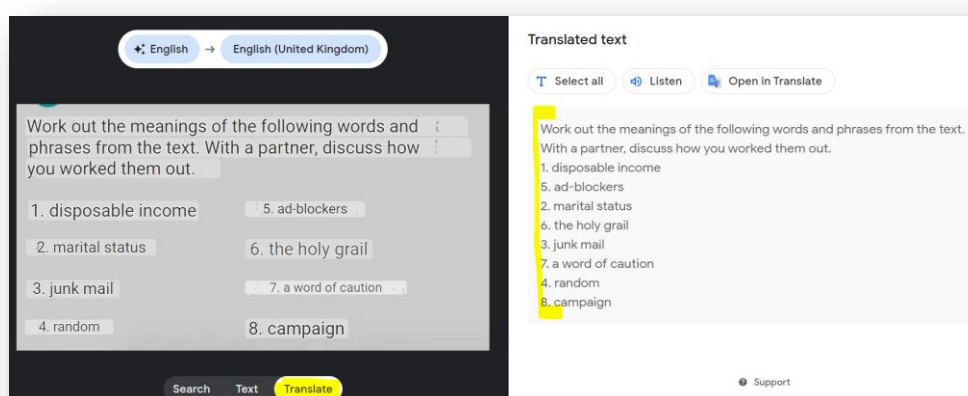 English → English (United Kingdom)
Work out the meanings of the following words and
phrases from the text. With a partner, discuss how
you worked them out.
1. disposable income
5. ad-blockers
2. marital status
6. the holy grail
3. junk mail
7. a word of caution
4. random
8. campaign
Search Text Translate
Translated text
Select all Listen Open in Translate
Work out the meanings of the following words and phrases from the text.
With a partner, discuss how you worked them out.
1. disposable income
5. ad-blockers
2. marital status
6. the holy grail
3. junk mail
7. a word of caution
4. random
8. campaign
Support